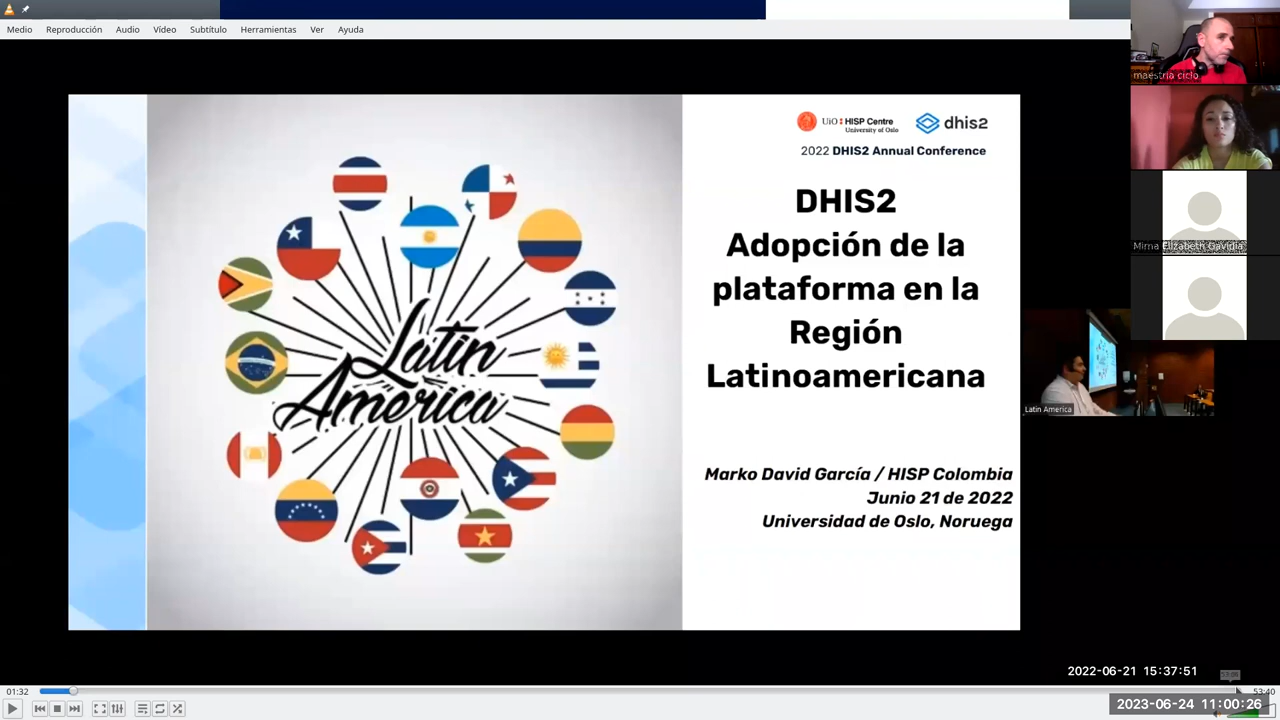 Medio Reproducción Audio Vídeo Subtítulo Herramientas Ver Ayuda
maestria ciclo
UiO HISP Centre
University of Oslo
dhis2
2022 DHIS2 Annual Conference
DHIS2
Adopción de la
plataforma en la
Región
Latinoamericana
Latin
America
Mirna Elizabeth Gavidia
Latin America
Marko David García / HISP Colombia
Junio 21 de 2022
Universidad de Oslo, Noruega
2022-06-21 15:37:51
01:32
53:40
2023-06-24 11:00:26